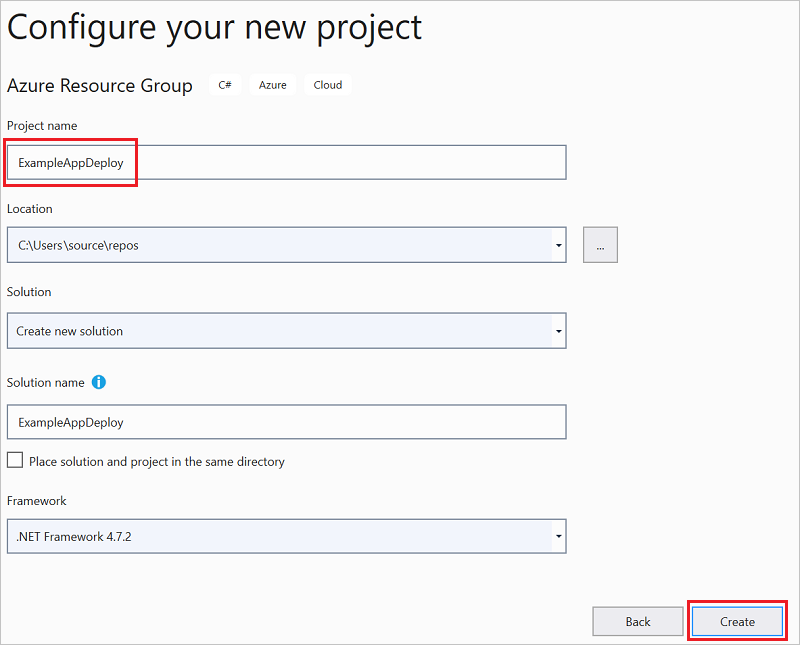 Configure your new project
Azure Resource Group C# Azure Cloud
Project name
ExampleAppDeploy
Location
C:\Users\source\repos ...
Solution
Create new solution
Solution name i
ExampleAppDeploy
Place solution and project in the same directory
Framework
.NET Framework 4.7.2
Back Create